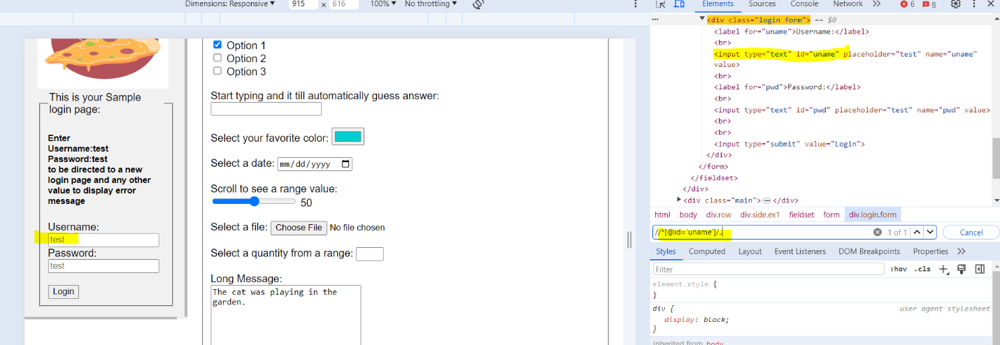 Dimensions: Responsive ▼ 915 x 616 100% ▼ No throttling ▼
Elements Sources Console Network 6 8
Option 1
Option 2
Option 3
Start typing and it till automatically guess answer:
Select your favorite color:
Select a date: mm/dd/yyyy
Scroll to see a range value:
50
Select a file: Choose File No file chosen
Select a quantity from a range:
Long Message:
The cat was playing in the
garden.
This is your Sample
login page:
Enter
Username:test
Password:test
to be directed to a new
login page and any other
value to display error
message
Username:
test
Password:
test
Login
<div class="login form"> == $0
<label for="uname">Username:</label>
<br>
<input type="text" id="uname" placeholder="test" name="uname"
value>
<br>
<label for="pwd">Password:</label>
<br>
<input type="text" id="pwd" placeholder="test" name="pwd" value>
<br>
<br>
<input type="submit" value="Login">
</div>
</form>
</fieldset>
</div>
<div class="main"> … </div>
html body div.row div.side.ex1 fieldset form div.login.form
//*[@id='uname']/.. 1 of 1 Cancel
Styles Computed Layout Event Listeners DOM Breakpoints Properties
Filter :hov .cls
element.style {
}
div { user agent stylesheet
display: block;
}
Inherited from body